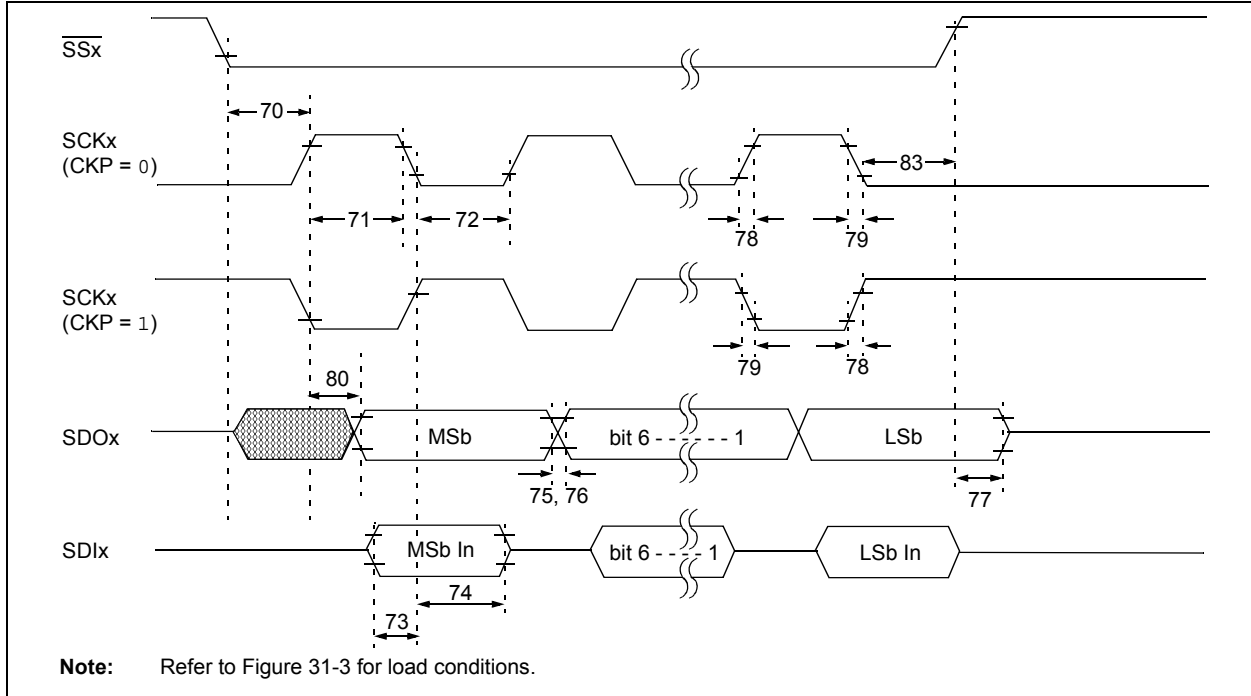 SSx
70
SCKx
(CKP = 0)
83
71
72
78
79
SCKx
(CKP = 1)
79
78
80
SDOx
MSb
bit 6 - - - - - - 1
LSb
75, 76
77
SDIx
MSb In
bit 6 - - - - 1
LSb In
74
73
Note: Refer to Figure 31-3 for load conditions.